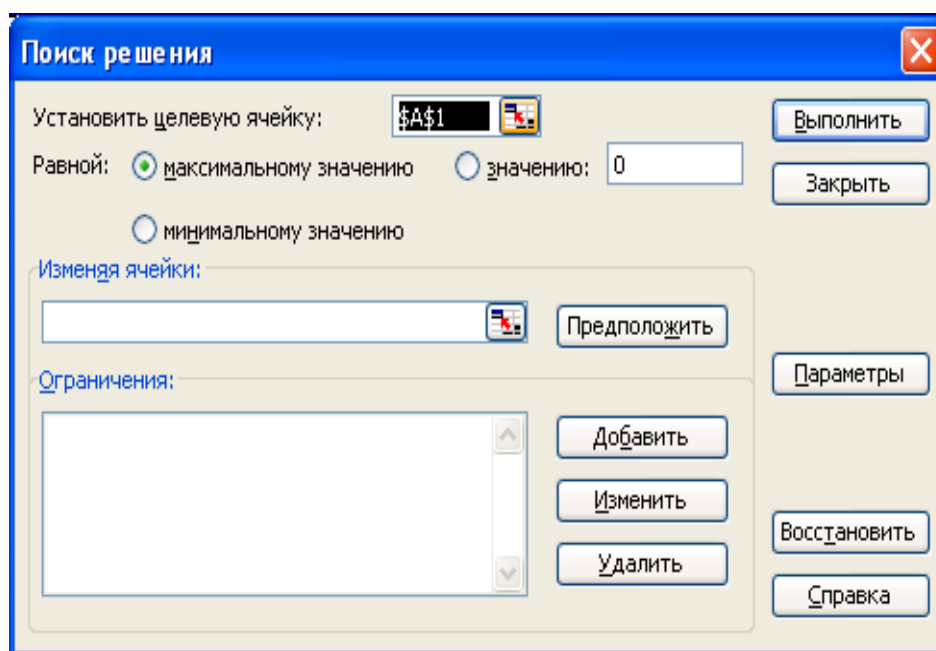 Поиск решения
Установить целевую ячейку: $A$1
Выполнить
Равной: максимальному значению значению: 0
Закрыть
минимальному значению
Изменяя ячейки:
Предположить
Ограничения:
Параметры
Добавить
Изменить
Восстановить
Удалить
Справка